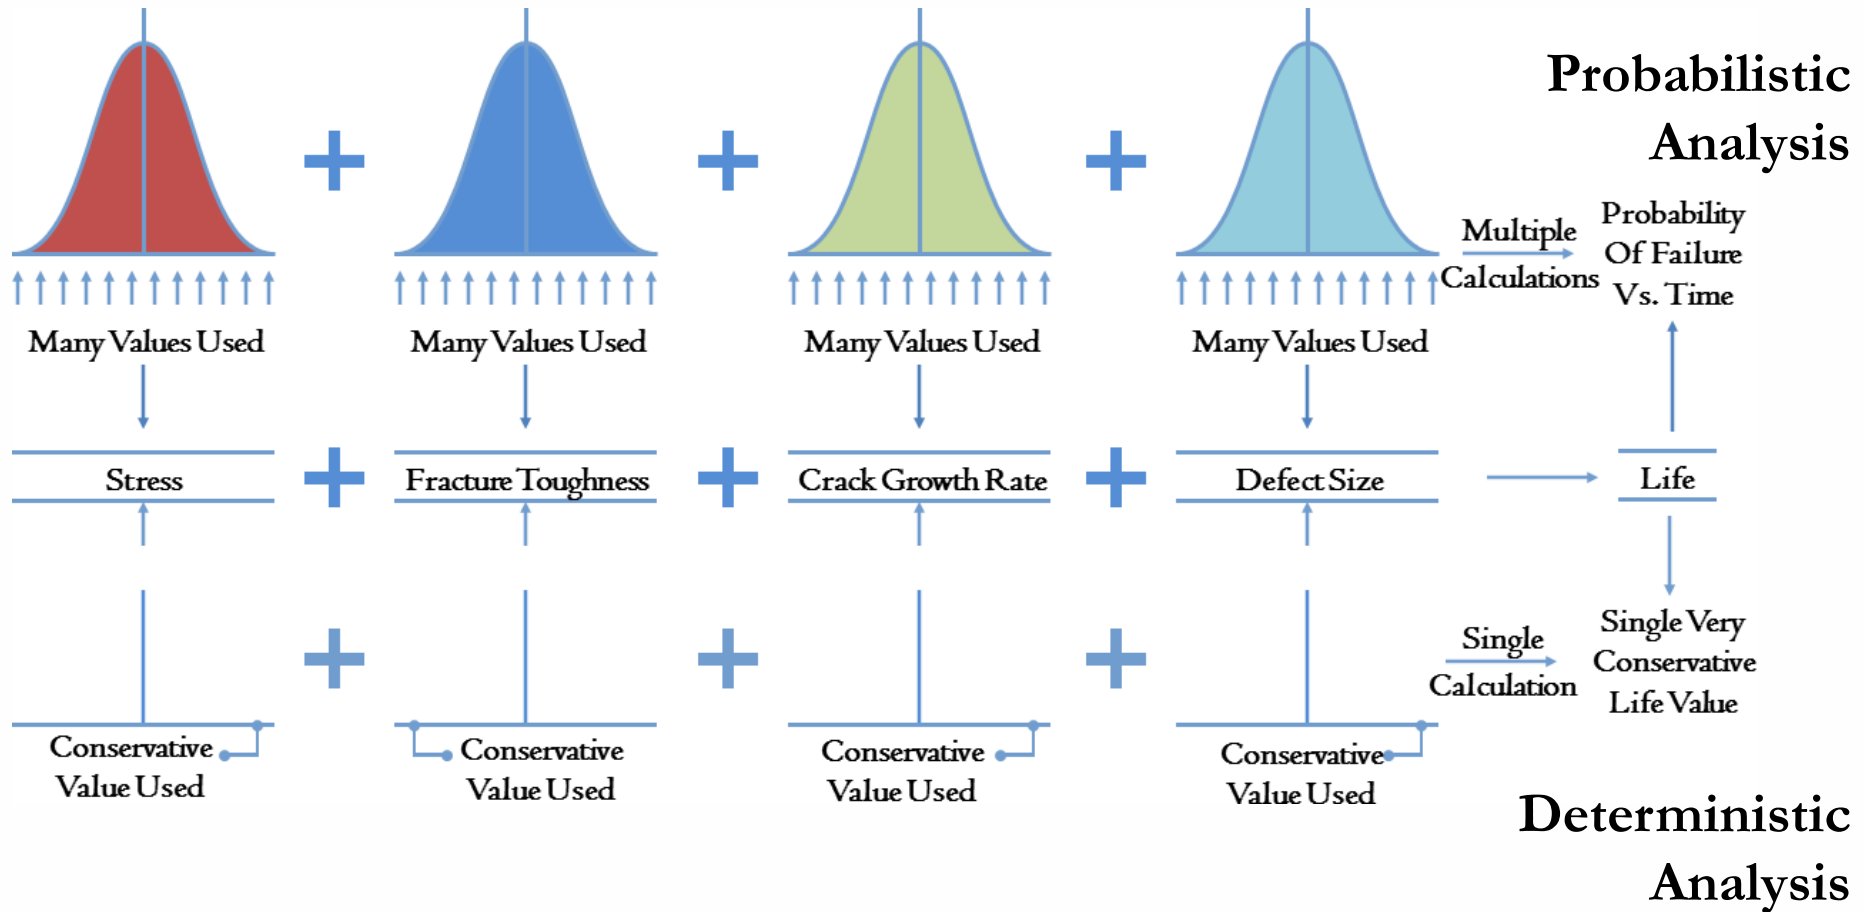 Probabilistic
Analysis
Multiple
Calculations
Probability
Of Failure
Vs. Time
Many Values Used
Many Values Used
Many Values Used
Many Values Used
Stress
Fracture Toughness
Crack Growth Rate
Defect Size
Life
Single
Calculation
Single Very
Conservative
Life Value
Conservative
Value Used
Conservative
Value Used
Conservative
Value Used
Conservative
Value Used
Deterministic
Analysis